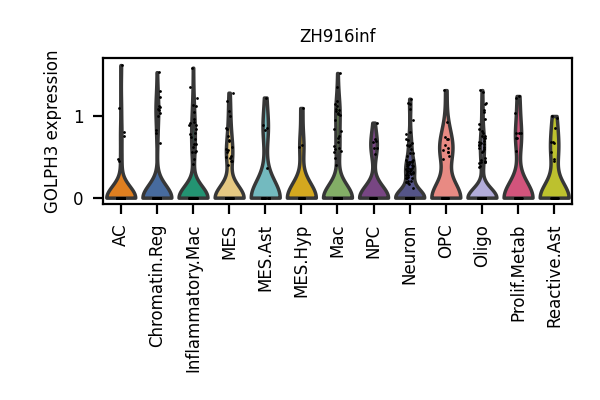 ZH916inf
GOLPH3 expression
1
0
AC
Chromatin.Reg
Inflammatory.Mac
MES
MES.Ast
MES.Hyp
Mac
NPC
Neuron
OPC
Oligo
Prolif.Metab
Reactive.Ast